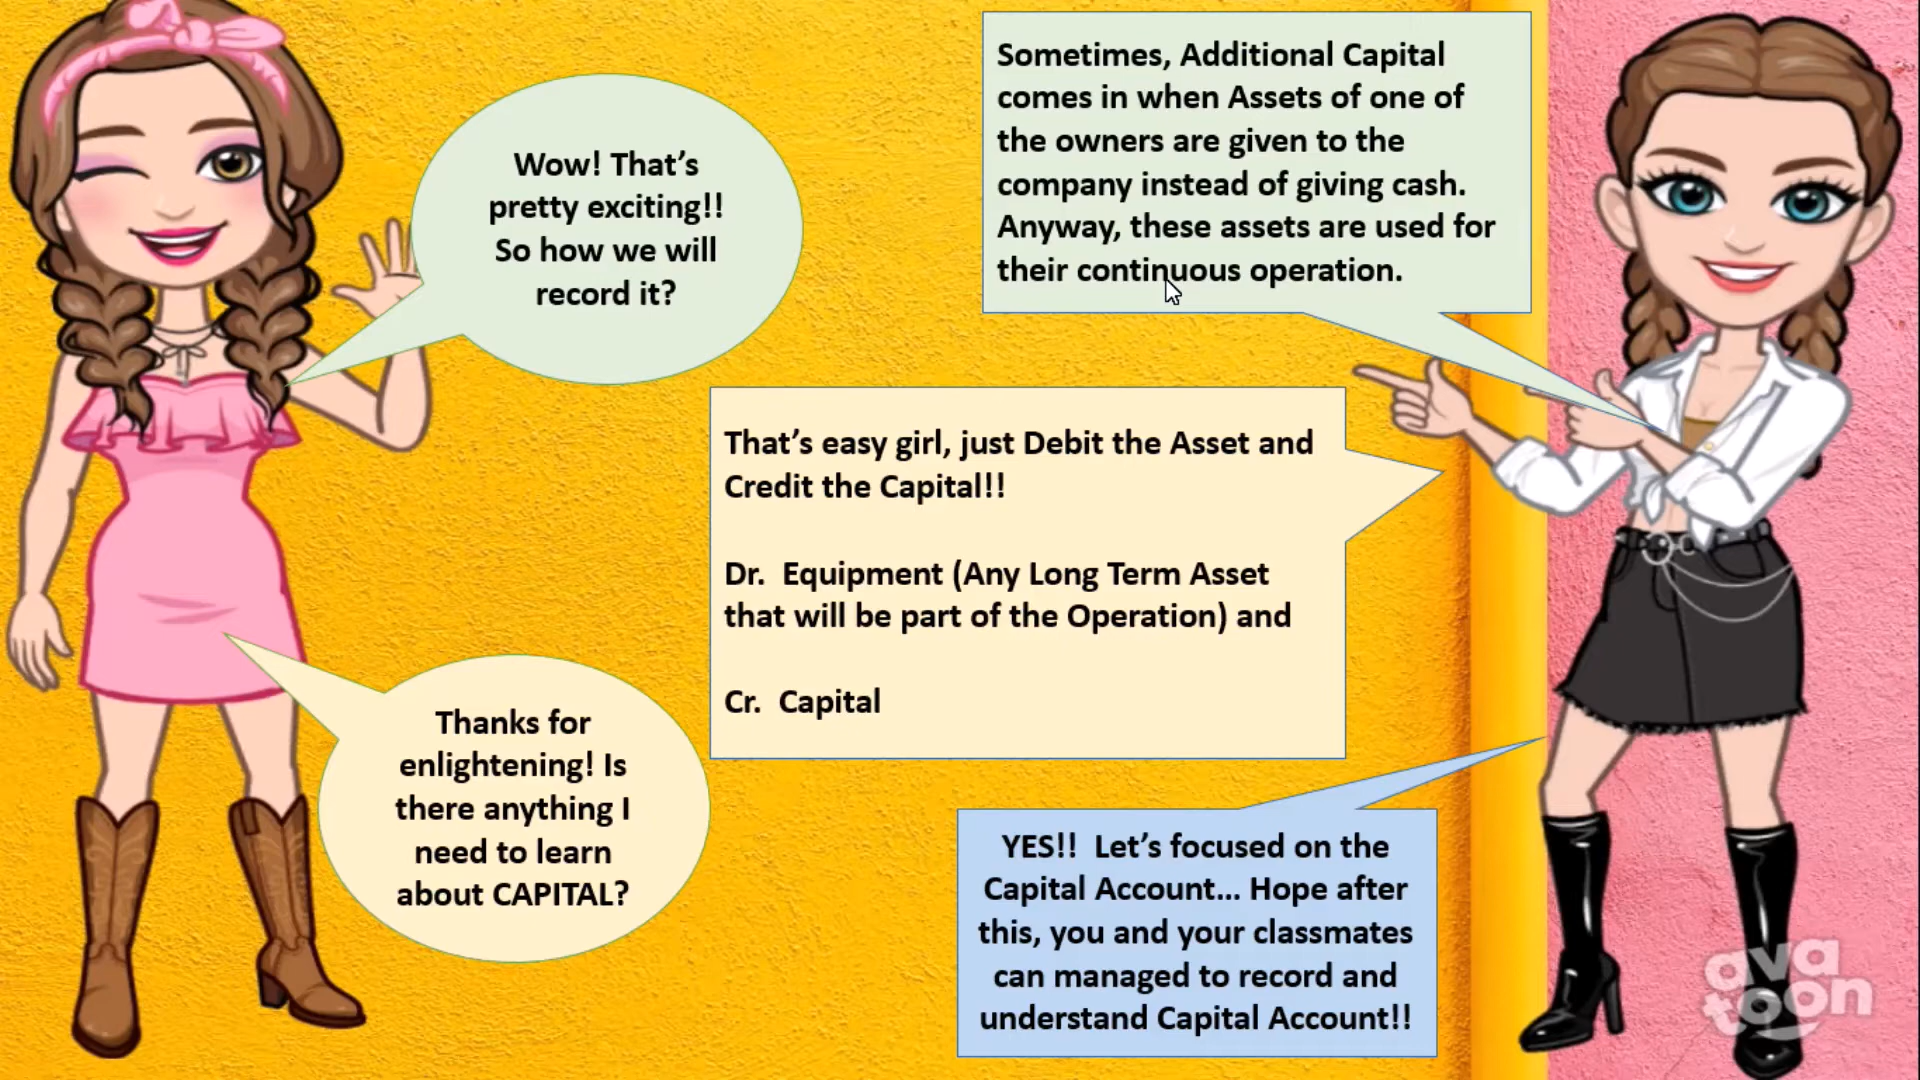 Sometimes, Additional Capital
comes in when Assets of one of
the owners are given to the
company instead of giving cash.
Anyway, these assets are used for
their continuous operation.
Wow! That's
pretty exciting!!
So how we will
record it?
That's easy girl, just Debit the Asset and
Credit the Capital!!
Dr.  Equipment (Any Long Term Asset
that will be part of the Operation) and
Cr.  Capital
Thanks for
enlightening! Is
there anything I
need to learn
about CAPITAL?
YES!!  Let's focused on the
Capital Account... Hope after
this, you and your classmates
can managed to record and
understand Capital Account!!
ava
toon